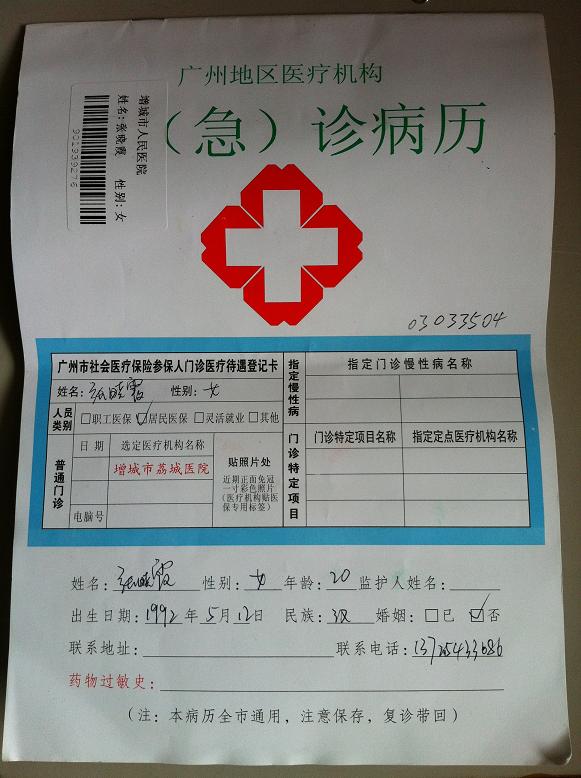 广州地区医疗机构
（急）诊病历
增城市人民医院
姓名：张晓霞 性别：女
901939276
03033504
广州市社会医疗保险参保人门诊医疗待遇登记卡
姓名：张晓霞 性别：女
人员类别 □职工医保 ☑居民医保 □灵活就业 □其他
普通门诊
日期 选定医疗机构名称
增城市荔城医院
电脑号
贴照片处
近期正面免冠
一寸彩色照片
（医疗机构贴医
保专用标签）
指定慢性病
指定门诊慢性病名称
门诊特定项目
门诊特定项目名称 指定定点医疗机构名称
姓名：张晓霞 性别：女 年龄：20 监护人姓名：
出生日期：1992年5月12日 民族：汉 婚姻：□已 ☑否
联系地址： 联系电话：13725433686
药物过敏史：
（注：本病历全市通用，注意保存，复诊带回）